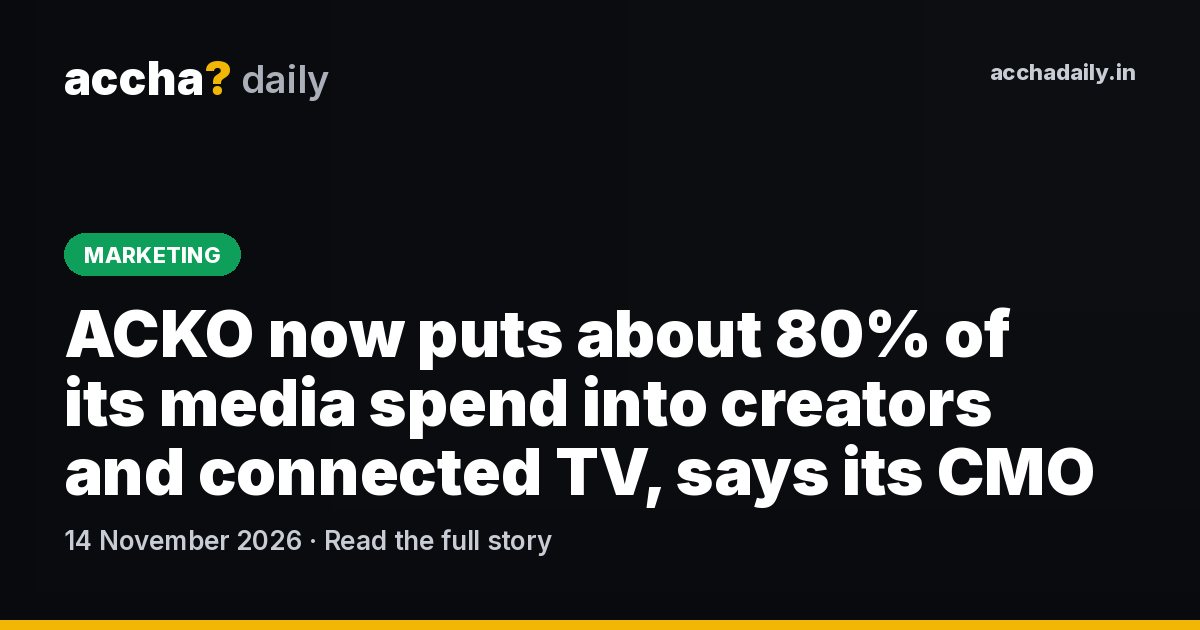 accha? daily
acchadaily.in
MARKETING
ACKO now puts about 80% of
its media spend into creators
and connected TV, says its CMO
14 November 2026 · Read the full story